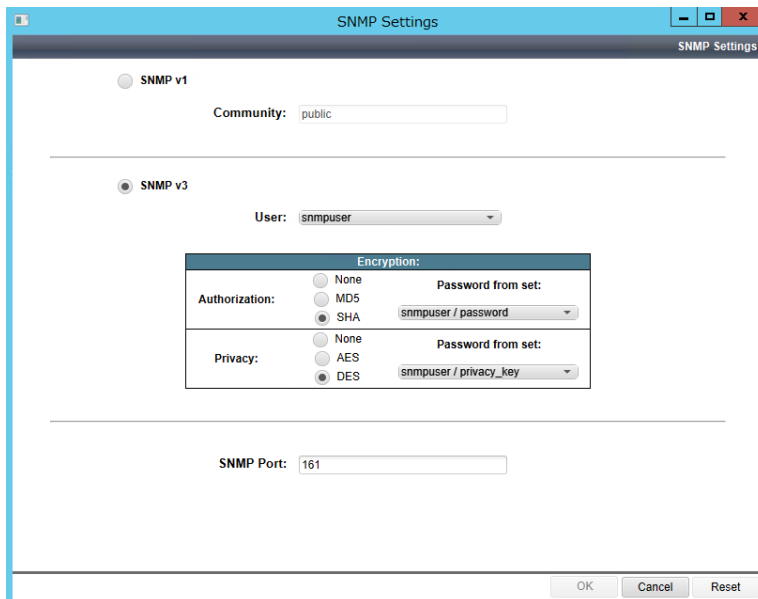 SNMP Settings
SNMP Settings
SNMP v1
Community: public
SNMP v3
User: snmpuser
Encryption:
Authorization:
None
MD5
SHA
Password from set:
snmpuser / password
Privacy:
None
AES
DES
Password from set:
snmpuser / privacy_key
SNMP Port: 161
OK Cancel Reset